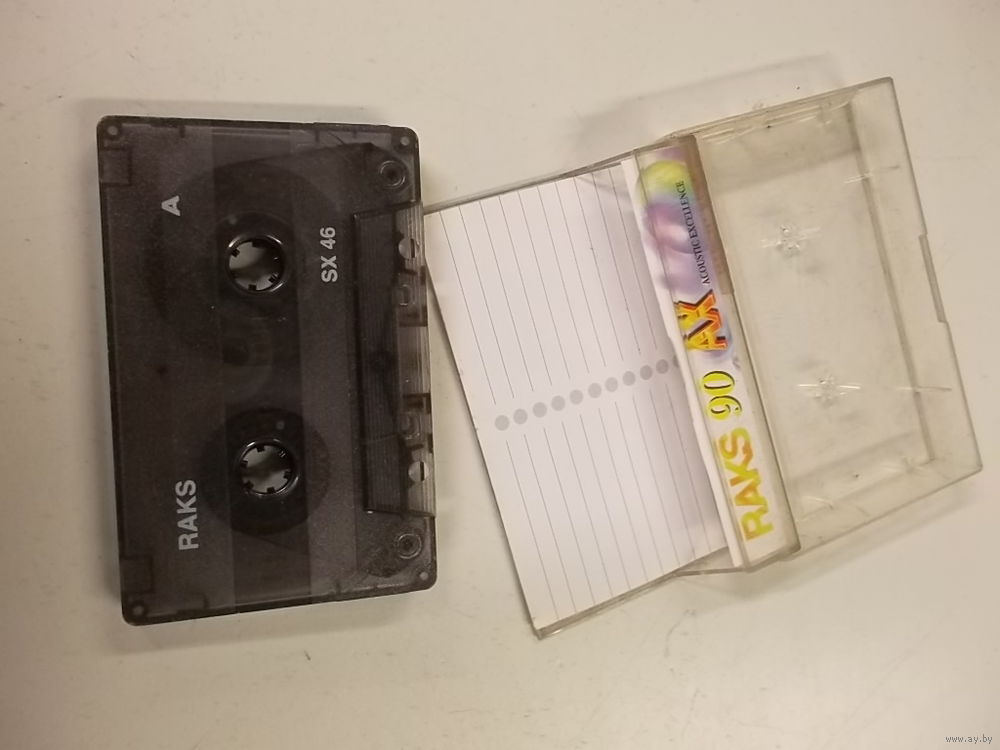 RAKS
A
SX 46
RAKS 90 AX
ACOUSTIC EXCELLENCE
www.ay.by